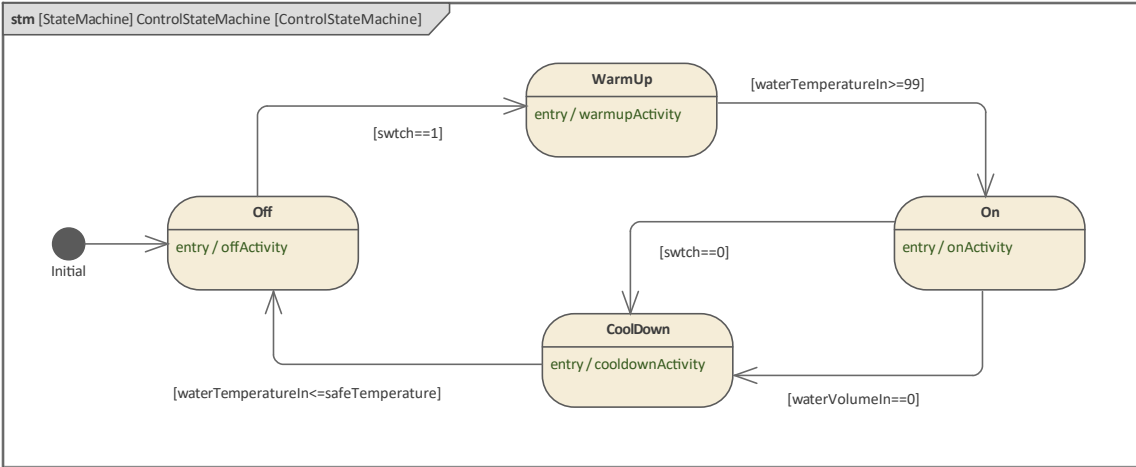 stm [StateMachine] ControlStateMachine [ControlStateMachine]
WarmUp
entry / warmupActivity
[waterTemperatureIn>=99]
[swtch==1]
Off
entry / offActivity
On
entry / onActivity
Initial
[swtch==0]
CoolDown
entry / cooldownActivity
[waterTemperatureIn<=safeTemperature]
[waterVolumeIn==0]